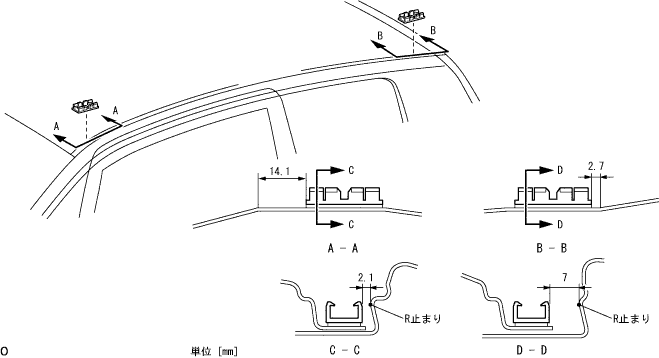 B
B
A
A
14.1
C
C
A - A
2.7
D
D
B - B
2.1
R止まり
C - C
7
R止まり
D - D
O
単位 [mm]